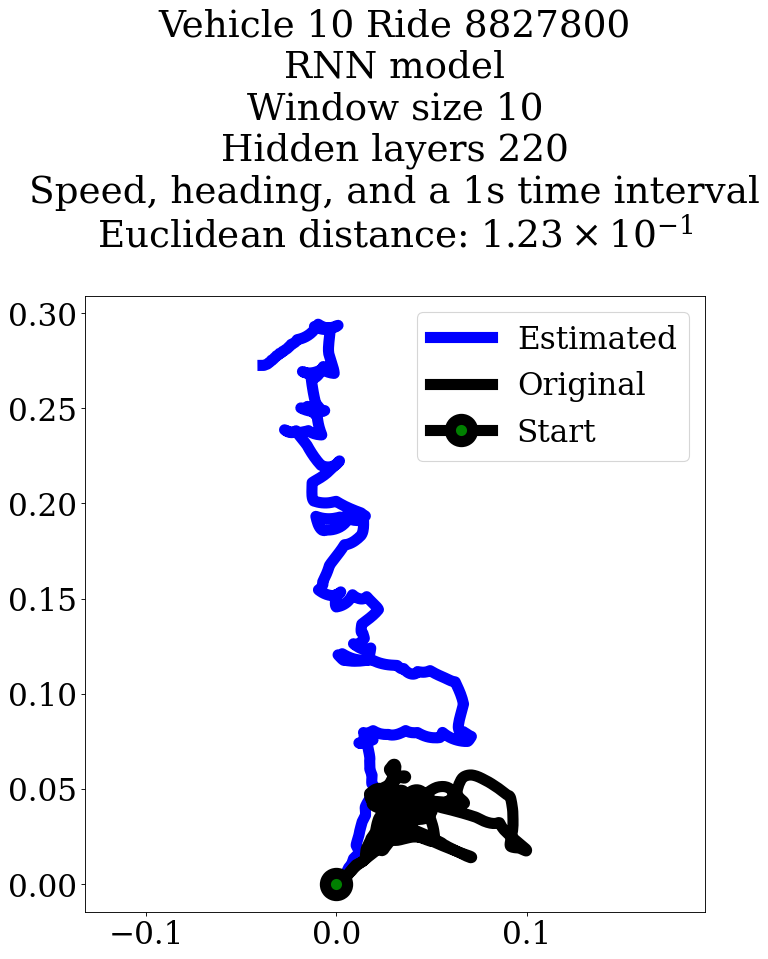 Vehicle 10 Ride 8827800
RNN model
Window size 10
Hidden layers 220
Speed, heading, and a 1s time interval
Euclidean distance: 1.23 × 10⁻¹
0.30
Estimated
0.25
Original
Start
0.20
0.15
0.10
0.05
0.00
−0.1
0.0
0.1